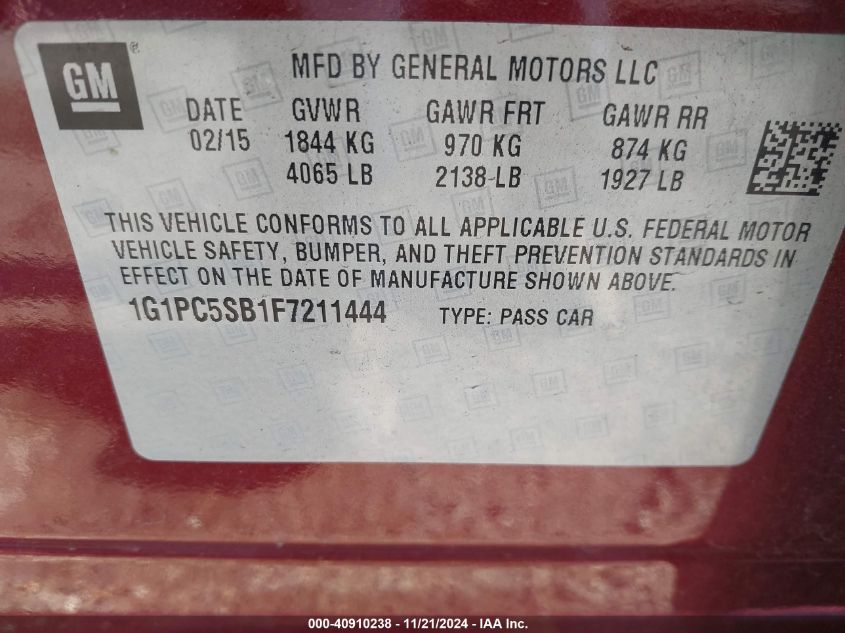 GM ®
MFD BY GENERAL MOTORS LLC
DATE GVWR GAWR FRT GAWR RR
02/15 1844 KG 970 KG 874 KG
4065 LB 2138 LB 1927 LB
THIS VEHICLE CONFORMS TO ALL APPLICABLE U.S. FEDERAL MOTOR
VEHICLE SAFETY, BUMPER, AND THEFT PREVENTION STANDARDS IN
EFFECT ON THE DATE OF MANUFACTURE SHOWN ABOVE.
1G1PC5SB1F7211444 TYPE: PASS CAR
000-40910238 - 11/21/2024 - IAA Inc.